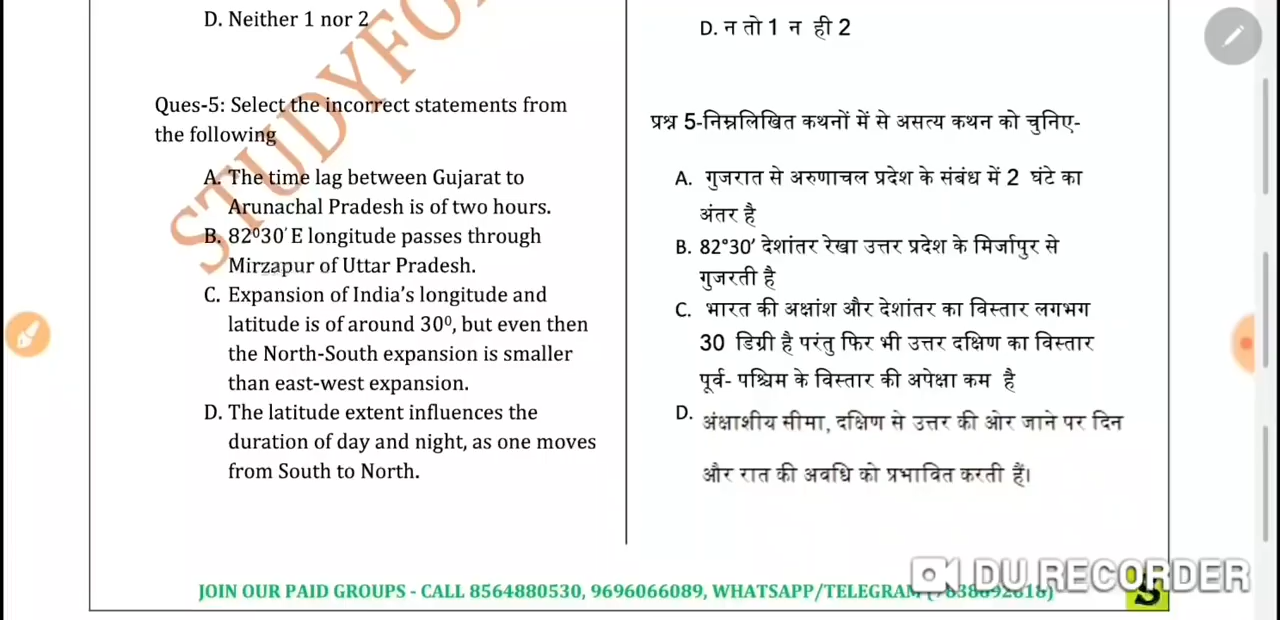 D. Neither 1 nor 2
Ques-5: Select the incorrect statements from
the following
A. The time lag between Gujarat to
Arunachal Pradesh is of two hours.
B. 82⁰30′ E longitude passes through
Mirzapur of Uttar Pradesh.
C. Expansion of India's longitude and
latitude is of around 30⁰, but even then
the North-South expansion is smaller
than east-west expansion.
D. The latitude extent influences the
duration of day and night, as one moves
from South to North.
D. न तो 1 न ही 2
प्रश्न 5-निम्नलिखित कथनों में से असत्य कथन को चुनिए-
A. गुजरात से अरुणाचल प्रदेश के संबंध में 2 घंटे का
अंतर है
B. 82°30′ देशांतर रेखा उत्तर प्रदेश के मिर्जापुर से
गुजरती है
C. भारत की अक्षांश और देशांतर का विस्तार लगभग
30 डिग्री है परंतु फिर भी उत्तर दक्षिण का विस्तार
पूर्व- पश्चिम के विस्तार की अपेक्षा कम है
D. अंक्षाशीय सीमा, दक्षिण से उत्तर की ओर जाने पर दिन
और रात की अवधि को प्रभावित करती हैं।
STUDYFO
JOIN OUR PAID GROUPS - CALL 8564880530, 9696066089, WHATSAPP/TELEGRAM
DU RECORDER
S